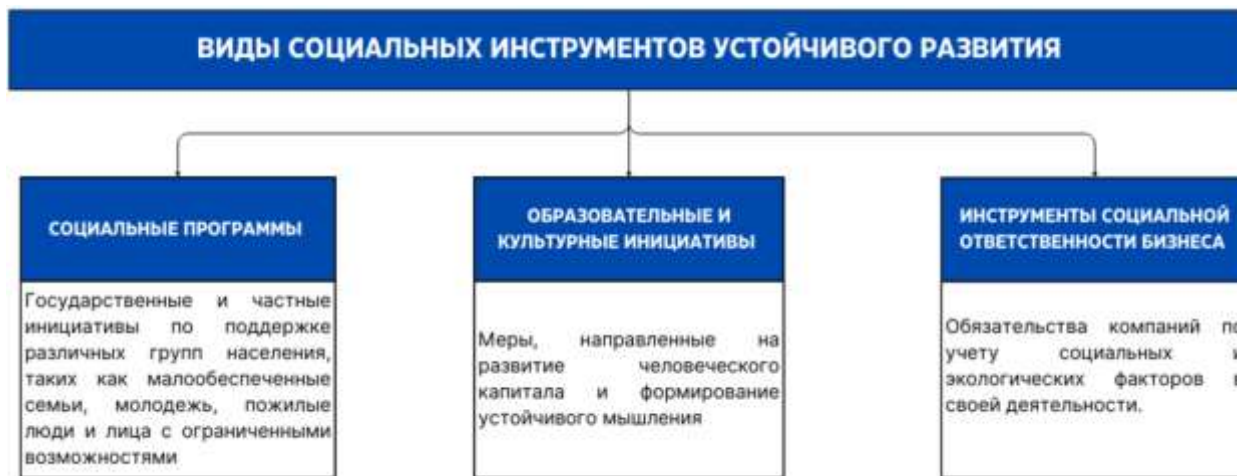 ВИДЫ СОЦИАЛЬНЫХ ИНСТРУМЕНТОВ УСТОЙЧИВОГО РАЗВИТИЯ
СОЦИАЛЬНЫЕ ПРОГРАММЫ
Государственные и частные
инициативы по поддержке
различных групп населения,
таких как малообеспеченные
семьи, молодежь, пожилые
люди и лица с ограниченными
возможностями
ОБРАЗОВАТЕЛЬНЫЕ И
КУЛЬТУРНЫЕ ИНИЦИАТИВЫ
Меры, направленные на
развитие человеческого
капитала и формирование
устойчивого мышления
ИНСТРУМЕНТЫ СОЦИАЛЬНОЙ
ОТВЕТСТВЕННОСТИ БИЗНЕСА
Обязательства компаний по
учету социальных и
экологических факторов в
своей деятельности.